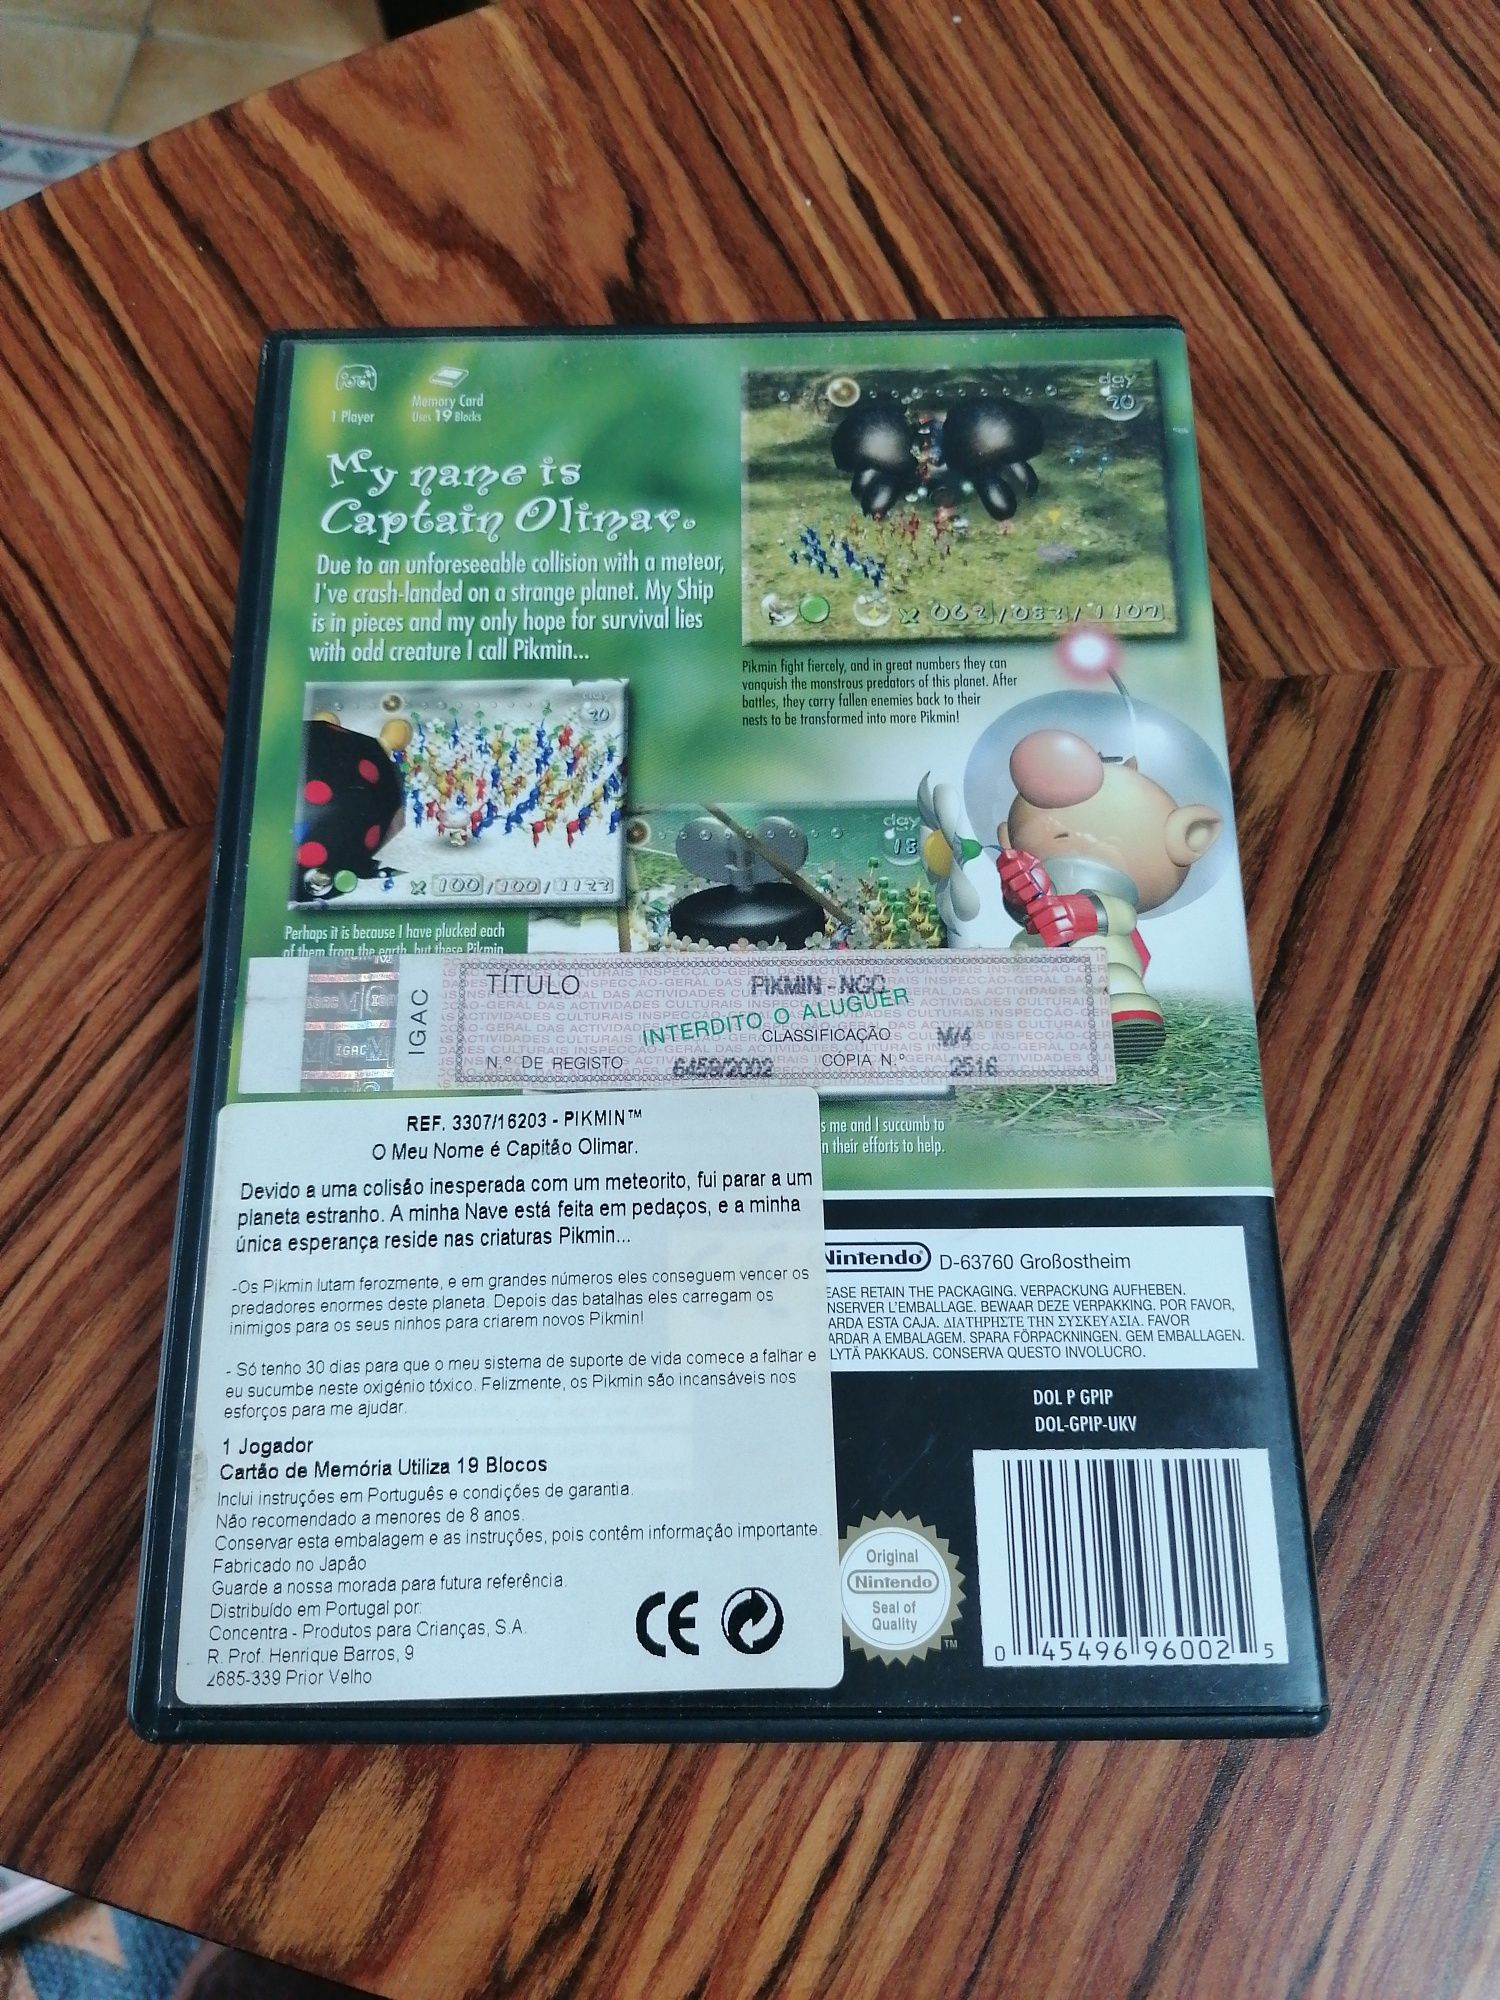 1 Player
Memory Card
Uses 19 Blocks
My name is
Captain Olimar.
Due to an unforeseeable collision with a meteor,
I've crash-landed on a strange planet. My Ship
is in pieces and my only hope for survival lies
with odd creature I call Pikmin...
day
20
x 062/083/1107
Pikmin fight fiercely, and in great numbers they can
vanquish the monstrous predators of this planet. After
battles, they carry fallen enemies back to their
nests to be transformed into more Pikmin!
day
20
x 100/100/1122
day
18
Perhaps it is because I have plucked each
of them from the earth, but these Pikmin
IGAC
TÍTULO
PIKMIN - NGC
INTERDITO O ALUGUER
CLASSIFICAÇÃO M/4
N.º DE REGISTO 6458/2002 CÓPIA N.º 2516
s me and I succumb to
n their efforts to help.
REF. 3307/16203 - PIKMIN™
O Meu Nome é Capitão Olimar.
Devido a uma colisão inesperada com um meteorito, fui parar a um
planeta estranho. A minha Nave está feita em pedaços, e a minha
única esperança reside nas criaturas Pikmin...
-Os Pikmin lutam ferozmente, e em grandes números eles conseguem vencer os
predadores enormes deste planeta. Depois das batalhas eles carregam os
inimigos para os seus ninhos para criarem novos Pikmin!
- Só tenho 30 dias para que o meu sistema de suporte de vida comece a falhar e
eu sucumbe neste oxigénio tóxico. Felizmente, os Pikmin são incansáveis nos
esforços para me ajudar.
1 Jogador
Cartão de Memória Utiliza 19 Blocos
Inclui instruções em Português e condições de garantia.
Não recomendado a menores de 8 anos.
Conservar esta embalagem e as instruções, pois contêm informação importante.
Fabricado no Japão
Guarde a nossa morada para futura referência.
Distribuído em Portugal por:
Concentra - Produtos para Crianças, S.A.
R. Prof. Henrique Barros, 9
2685-339 Prior Velho
CE
Nintendo D-63760 Großostheim
EASE RETAIN THE PACKAGING. VERPACKUNG AUFHEBEN.
NSERVER L'EMBALLAGE. BEWAAR DEZE VERPAKKING. POR FAVOR,
ARDA ESTA CAJA. ΔΙΑΤΗΡΗΣΤΕ ΤΗΝ ΣΥΣΚΕΥΑΣΙΑ. FAVOR
ARDAR A EMBALAGEM. SPARA FÖRPACKNINGEN. GEM EMBALLAGEN.
LYTÄ PAKKAUS. CONSERVA QUESTO INVOLUCRO.
DOL P GPIP
DOL-GPIP-UKV
Original
Nintendo
Seal of
Quality
TM
0 45496 96002 5